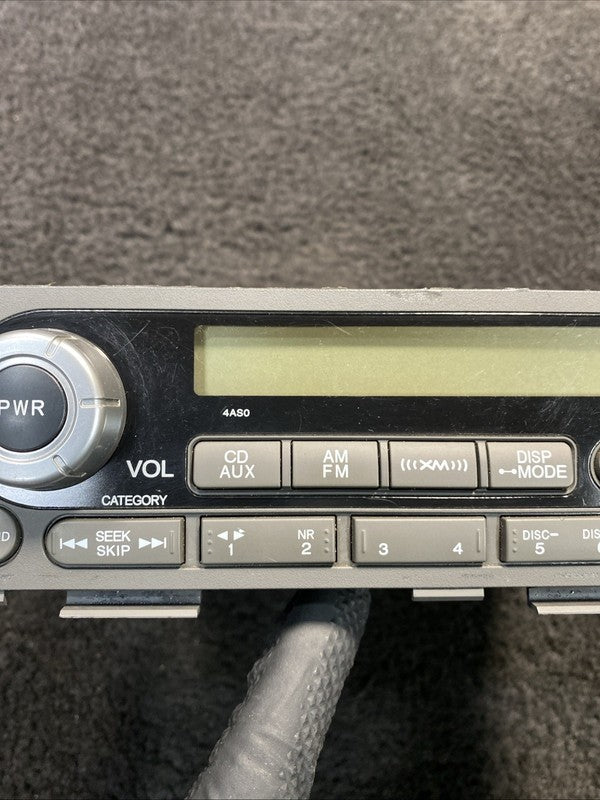 PWR
4AS0
VOL
CATEGORY
CD
AUX
AM
FM
(((XM)))
DISP
MODE
SEEK
SKIP
1
NR
2
3
4
DISC-
5